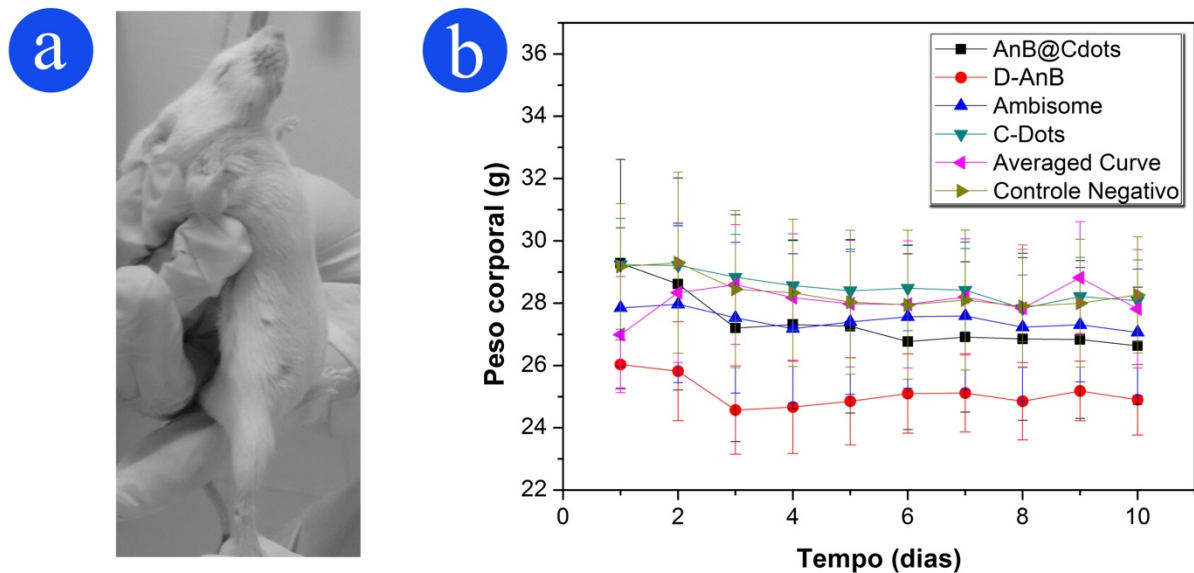 a
b
AnB@Cdots
D-AnB
Ambisome
C-Dots
Averaged Curve
Controle Negativo
Peso corporal (g)
36
34
32
30
28
26
24
22
0
2
4
6
8
10
Tempo (dias)